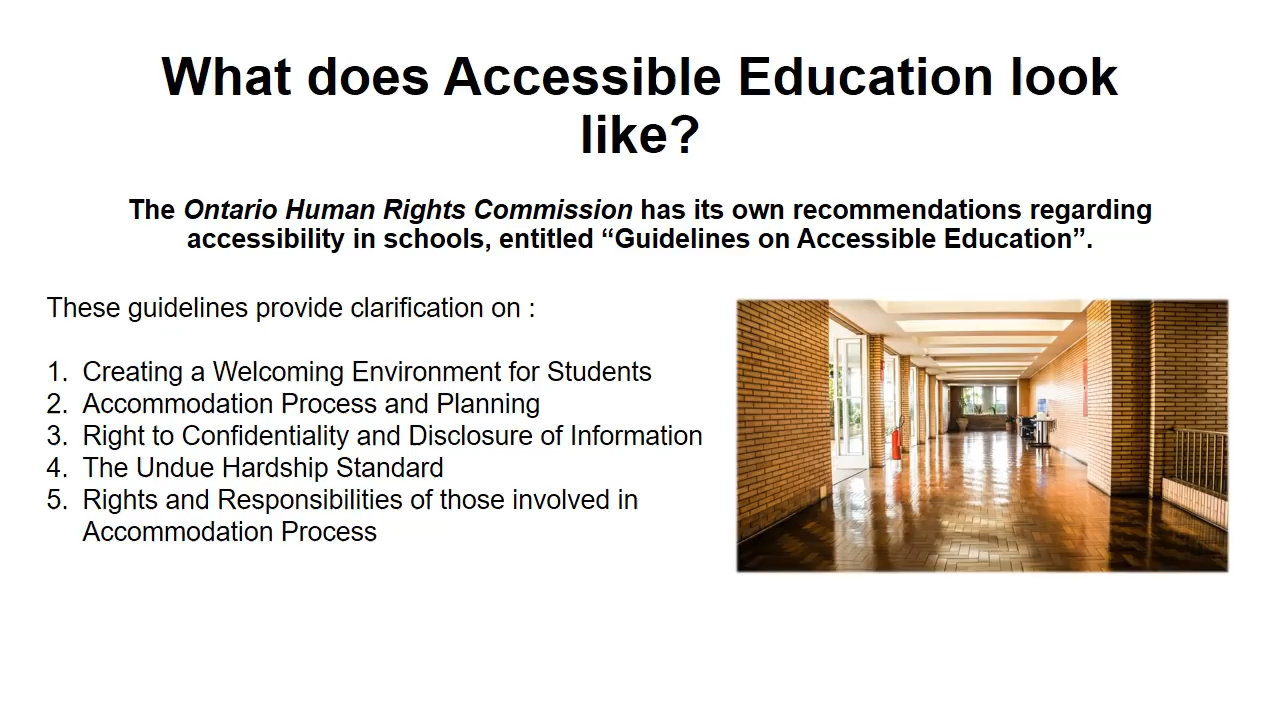 What does Accessible Education look
like?
The Ontario Human Rights Commission has its own recommendations regarding
accessibility in schools, entitled “Guidelines on Accessible Education”.
These guidelines provide clarification on :
1. Creating a Welcoming Environment for Students
2. Accommodation Process and Planning
3. Right to Confidentiality and Disclosure of Information
4. The Undue Hardship Standard
5. Rights and Responsibilities of those involved in
Accommodation Process